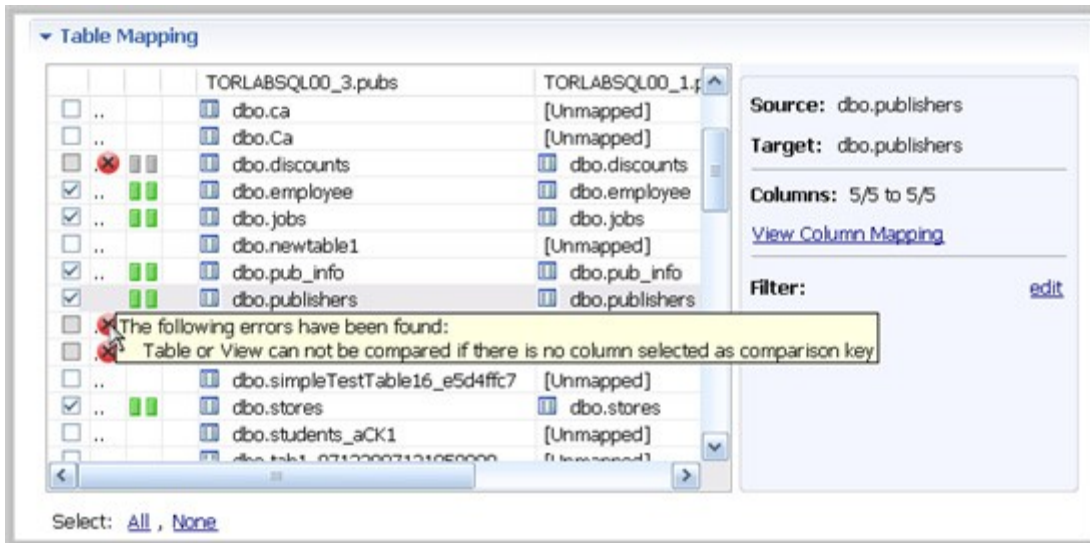 Table Mapping
TORLABSQL00_3.pubs TORLABSQL00_1.p
.. dbo.ca [Unmapped]
.. dbo.Ca [Unmapped]
. dbo.discounts dbo.discounts
.. dbo.employee dbo.employee
.. dbo.jobs dbo.jobs
.. dbo.newtable1 [Unmapped]
.. dbo.pub_info dbo.pub_info
dbo.publishers dbo.publishers
The following errors have been found:
Table or View can not be compared if there is no column selected as comparison key
.. dbo.simpleTestTable16_e5d4ffc7 [Unmapped]
.. dbo.stores dbo.stores
.. dbo.students_aCK1 [Unmapped]
[Unmapped]
Source: dbo.publishers
Target: dbo.publishers
Columns: 5/5 to 5/5
View Column Mapping
Filter: edit
Select: All , None